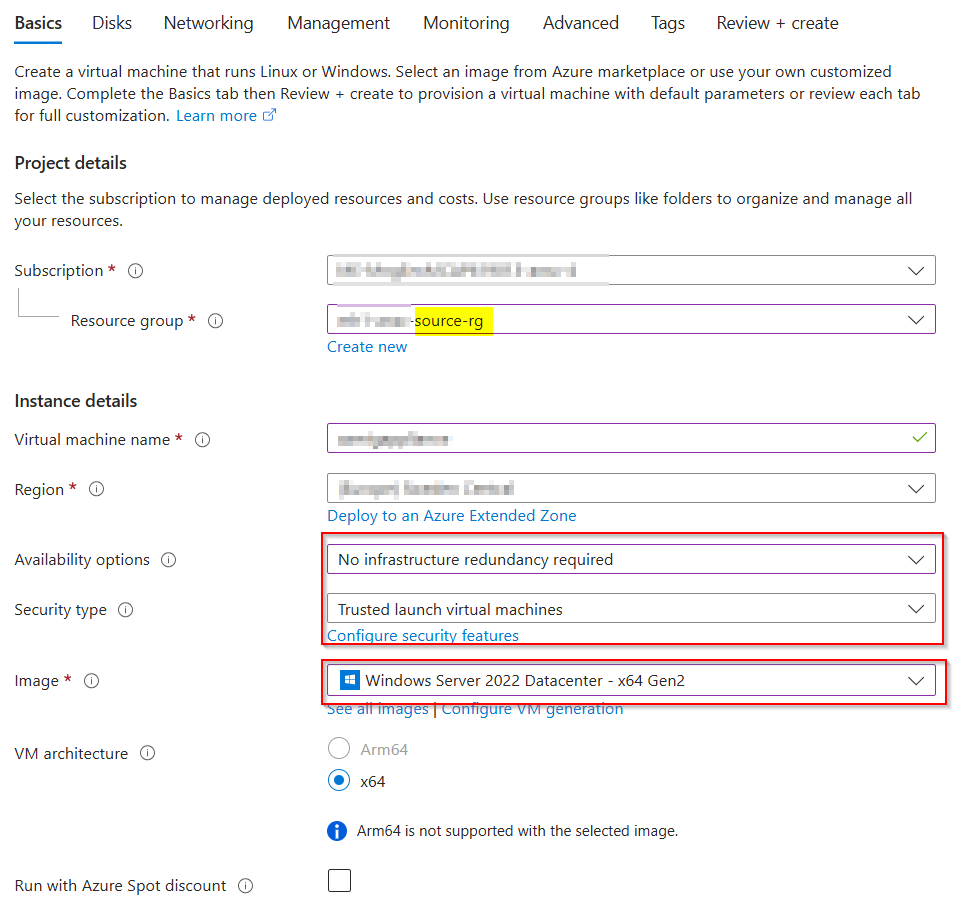 Basics Disks Networking Management Monitoring Advanced Tags Review + create
Create a virtual machine that runs Linux or Windows. Select an image from Azure marketplace or use your own customized
image. Complete the Basics tab then Review + create to provision a virtual machine with default parameters or review each tab
for full customization. Learn more
Project details
Select the subscription to manage deployed resources and costs. Use resource groups like folders to organize and manage all
your resources.
Subscription *
Resource group * -source-rg
Create new
Instance details
Virtual machine name *
Region *
Deploy to an Azure Extended Zone
Availability options No infrastructure redundancy required
Security type Trusted launch virtual machines
Configure security features
Image * Windows Server 2022 Datacenter - x64 Gen2
See all images | Configure VM generation
VM architecture Arm64
x64
Arm64 is not supported with the selected image.
Run with Azure Spot discount